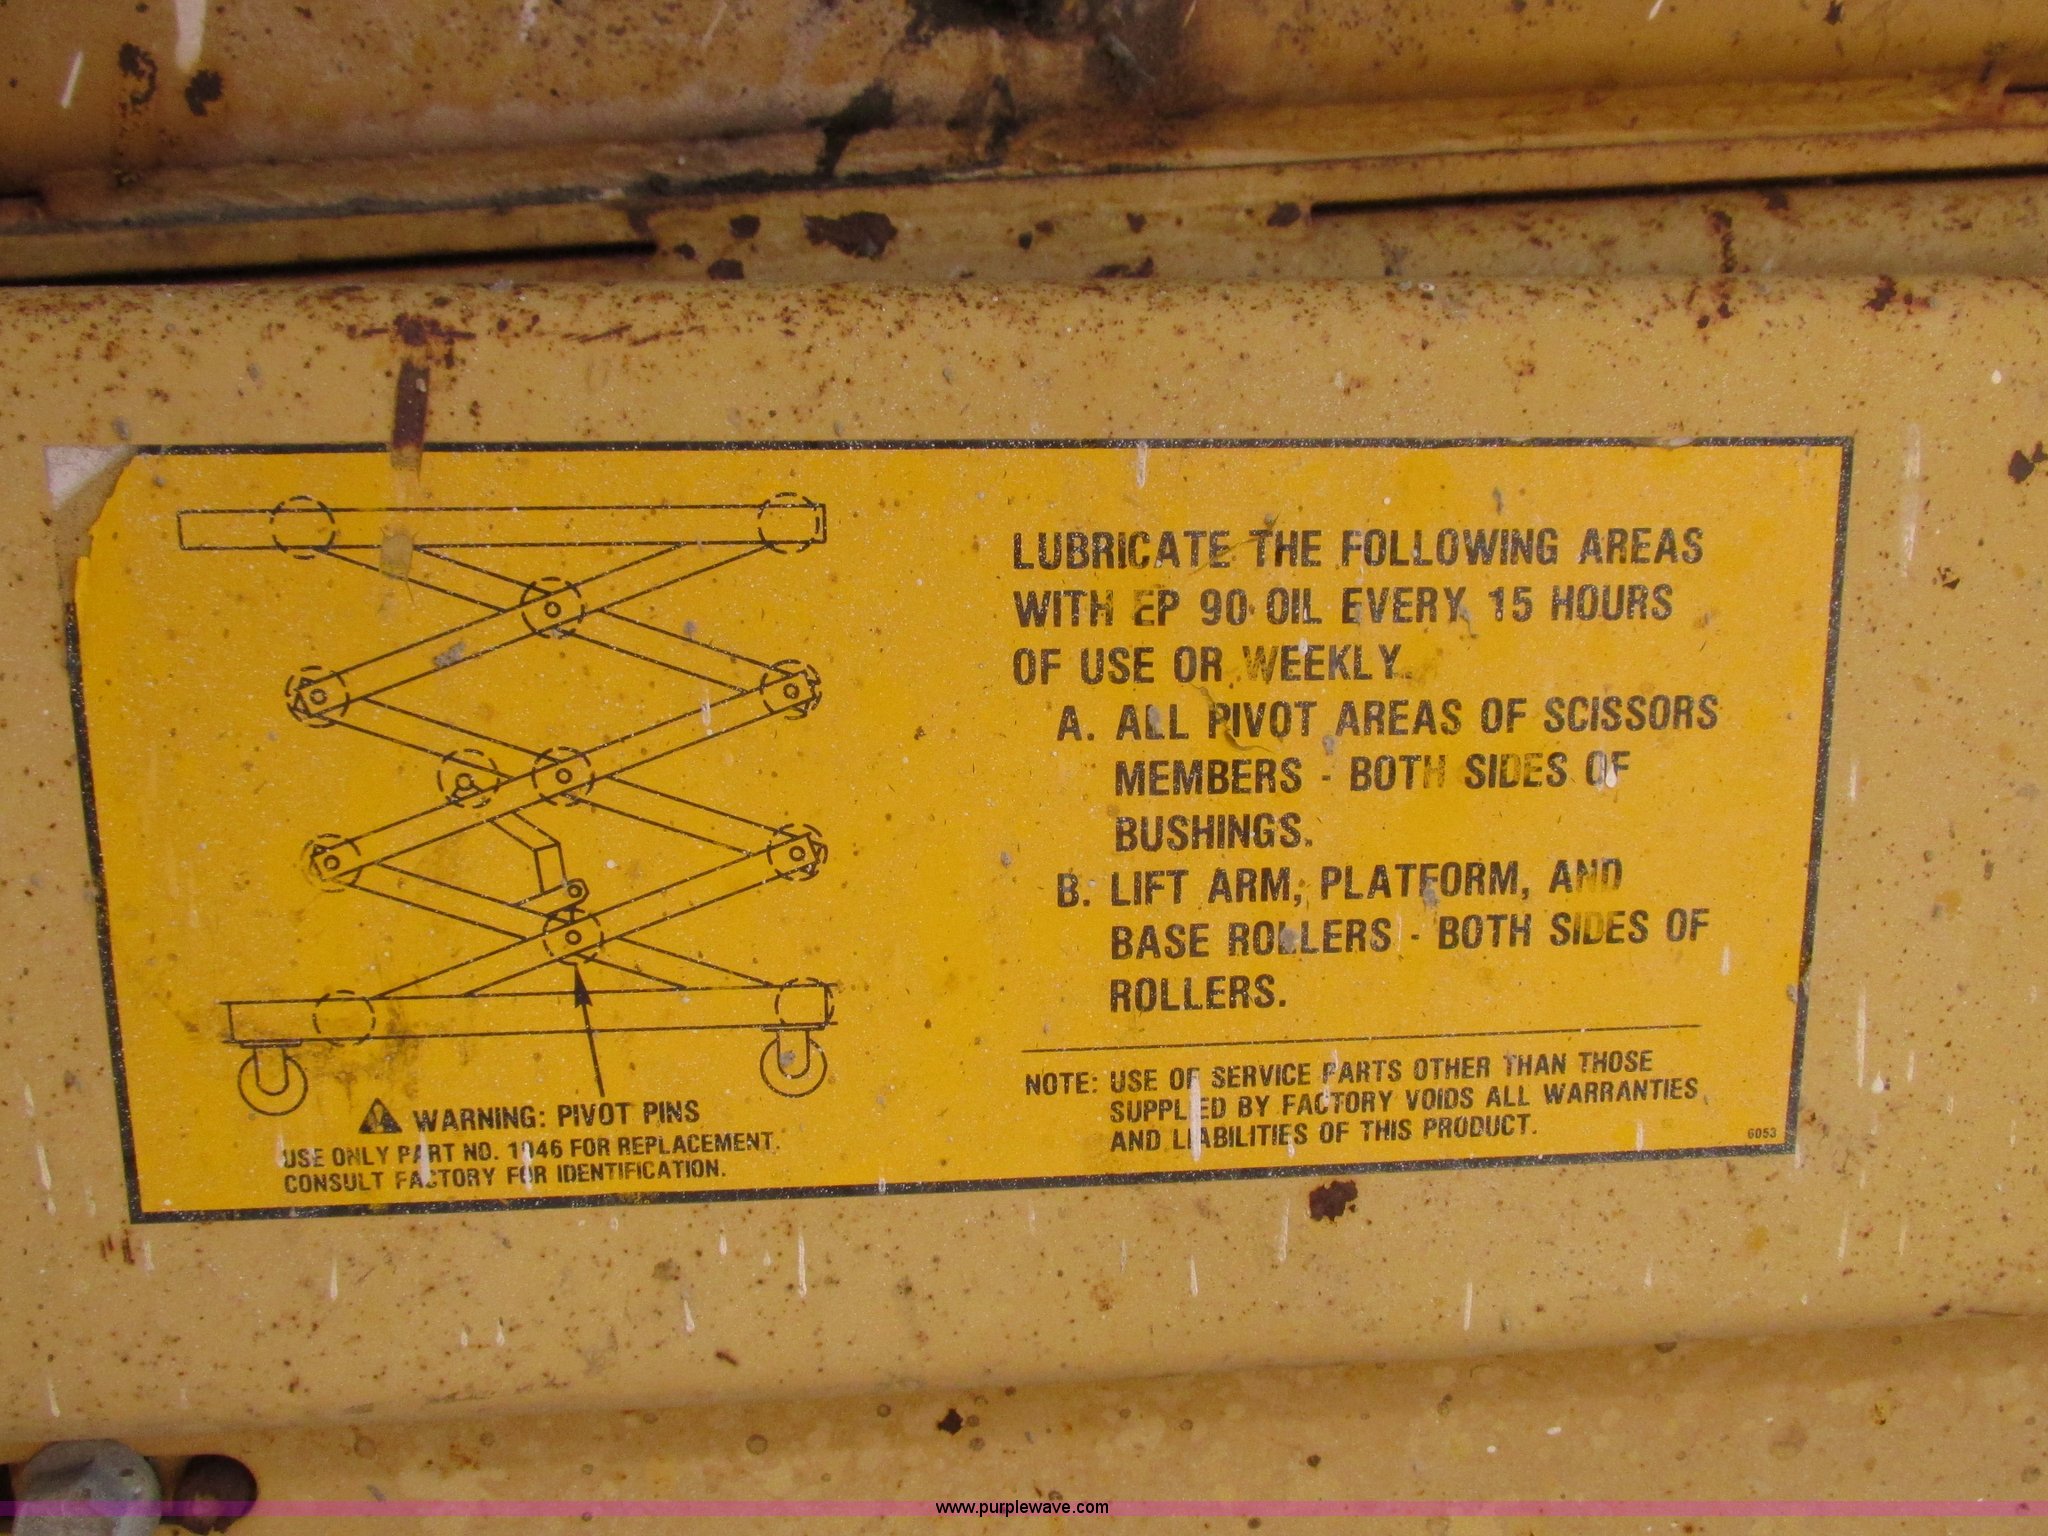 LUBRICATE THE FOLLOWING AREAS
WITH EP 90 OIL EVERY 15 HOURS
OF USE OR WEEKLY.
A. ALL PIVOT AREAS OF SCISSORS
MEMBERS - BOTH SIDES OF
BUSHINGS.
B. LIFT ARM, PLATFORM, AND
BASE ROLLERS - BOTH SIDES OF
ROLLERS.
NOTE: USE OF SERVICE PARTS OTHER THAN THOSE
SUPPLIED BY FACTORY VOIDS ALL WARRANTIES
AND LIABILITIES OF THIS PRODUCT.
6053
WARNING: PIVOT PINS
USE ONLY PART NO. 1046 FOR REPLACEMENT.
CONSULT FACTORY FOR IDENTIFICATION.
www.purplewave.com